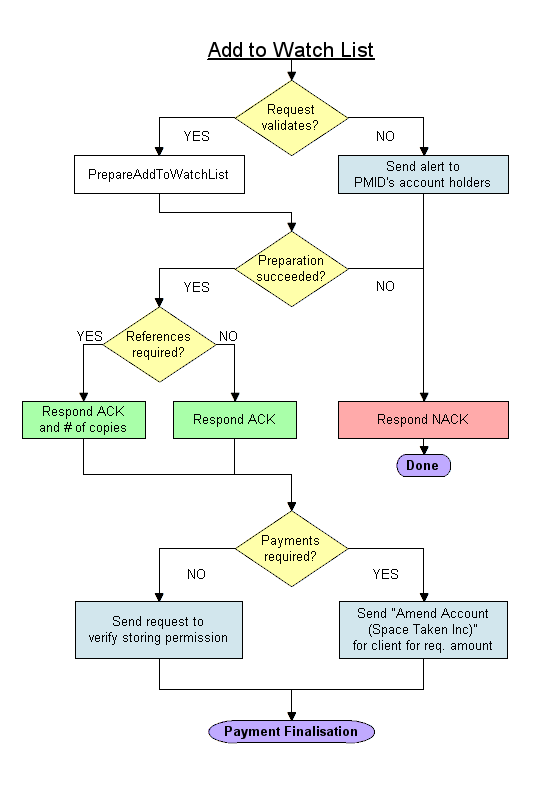 Add to Watch List
Request
validates?
YES
NO
PrepareAddToWatchList
Send alert to
PMID's account holders
Preparation
succeeded?
YES
NO
References
required?
YES
NO
Respond ACK
and # of copies
Respond ACK
Respond NACK
Done
Payments
required?
NO
YES
Send request to
verify storing permission
Send "Amend Account
(Space Taken Inc)"
for client for req. amount
Payment Finalisation